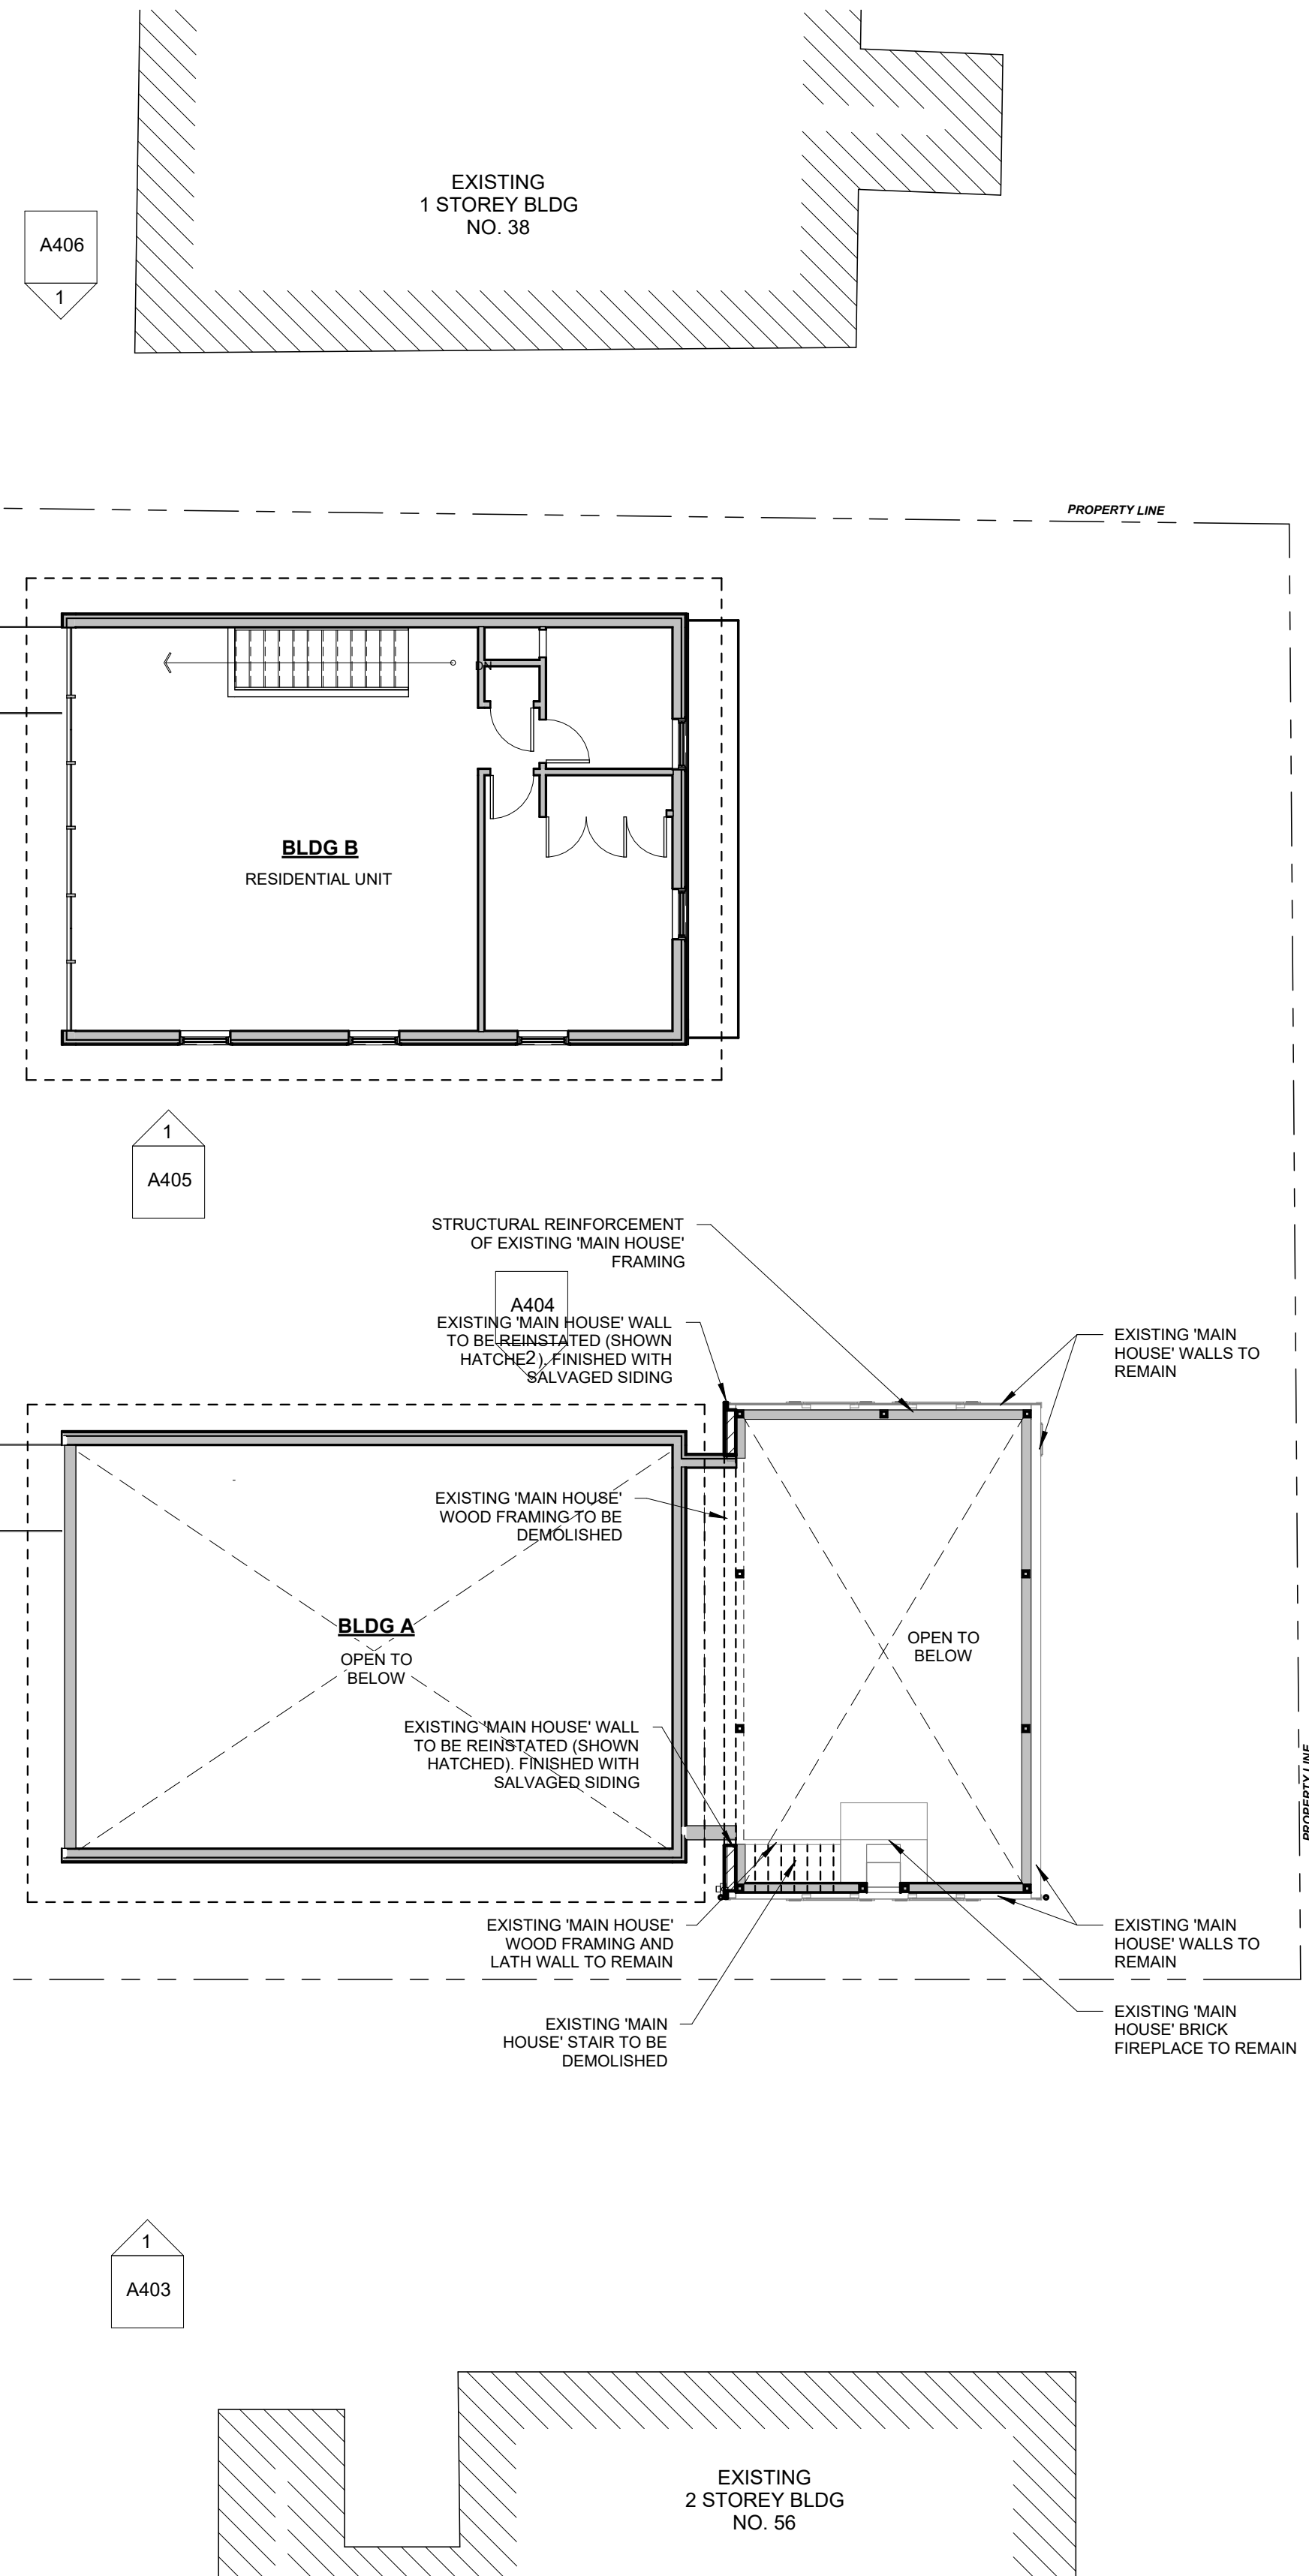 EXISTING
1 STOREY BLDG
NO. 38
A406
1
PROPERTY LINE
DN
BLDG B
RESIDENTIAL UNIT
1
A405
STRUCTURAL REINFORCEMENT
OF EXISTING 'MAIN HOUSE'
FRAMING
A404
2
EXISTING 'MAIN HOUSE' WALL
TO BE REINSTATED (SHOWN
HATCHE ). FINISHED WITH
SALVAGED SIDING
EXISTING 'MAIN
HOUSE' WALLS TO
REMAIN
EXISTING 'MAIN HOUSE'
WOOD FRAMING TO BE
DEMOLISHED
BLDG A
OPEN TO
BELOW
OPEN TO
BELOW
EXISTING 'MAIN HOUSE' WALL
TO BE REINSTATED (SHOWN
HATCHED). FINISHED WITH
SALVAGED SIDING
PROPERTY LINE
EXISTING 'MAIN HOUSE'
WOOD FRAMING AND
LATH WALL TO REMAIN
EXISTING 'MAIN
HOUSE' WALLS TO
REMAIN
EXISTING 'MAIN
HOUSE' STAIR TO BE
DEMOLISHED
EXISTING 'MAIN
HOUSE' BRICK
FIREPLACE TO REMAIN
1
A403
EXISTING
2 STOREY BLDG
NO. 56